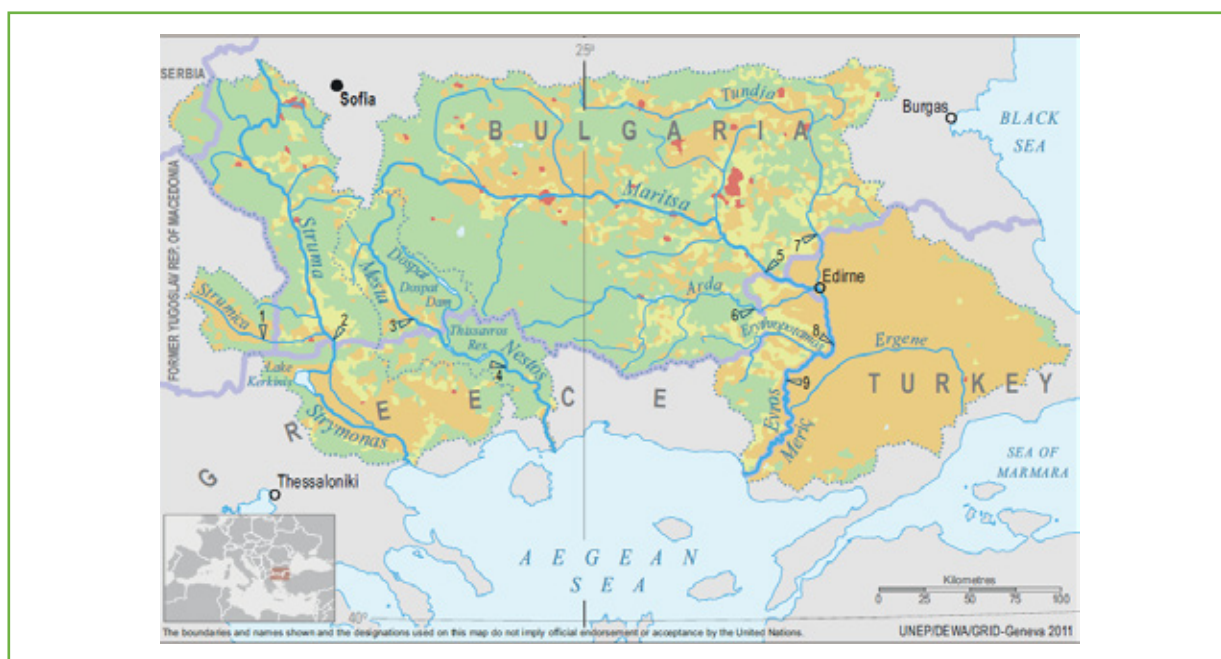 25°
SERBIA
Sofia
Tundja
Burgas
BLACK
SEA
BULGARIA
FORMER YUGOSLAV REP. OF MACEDONIA
Struma
Maritsa
Mesta
Dospat
Dospat
Dam
7
5
Edirne
Arda
Strumica
1
2
3
6
Erythropotamos
8
Thissavros
Res.
Nestos
Ergene
4
Lake
Kerkini
9
TURKEY
GREECE
Evros
Meriç
Strymonas
SEA OF
MARMARA
Thessaloniki
AEGEAN
SEA
Kilometres
0 25 50 75 100
40°
The boundaries and names shown and the designations used on this map do not imply official endorsement or acceptance by the United Nations.
UNEP/DEWA/GRID-Geneva 2011